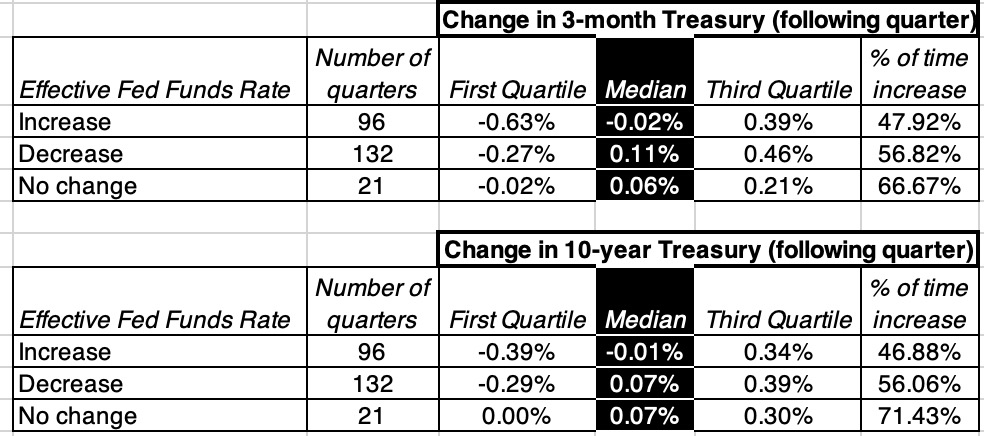 Change in 3-month Treasury (following quarter)
Number of % of time
Effective Fed Funds Rate quarters First Quartile Median Third Quartile increase
Increase 96 -0.63% -0.02% 0.39% 47.92%
Decrease 132 -0.27% 0.11% 0.46% 56.82%
No change 21 -0.02% 0.06% 0.21% 66.67%
Change in 10-year Treasury (following quarter)
Number of % of time
Effective Fed Funds Rate quarters First Quartile Median Third Quartile increase
Increase 96 -0.39% -0.01% 0.34% 46.88%
Decrease 132 -0.29% 0.07% 0.39% 56.06%
No change 21 0.00% 0.07% 0.30% 71.43%